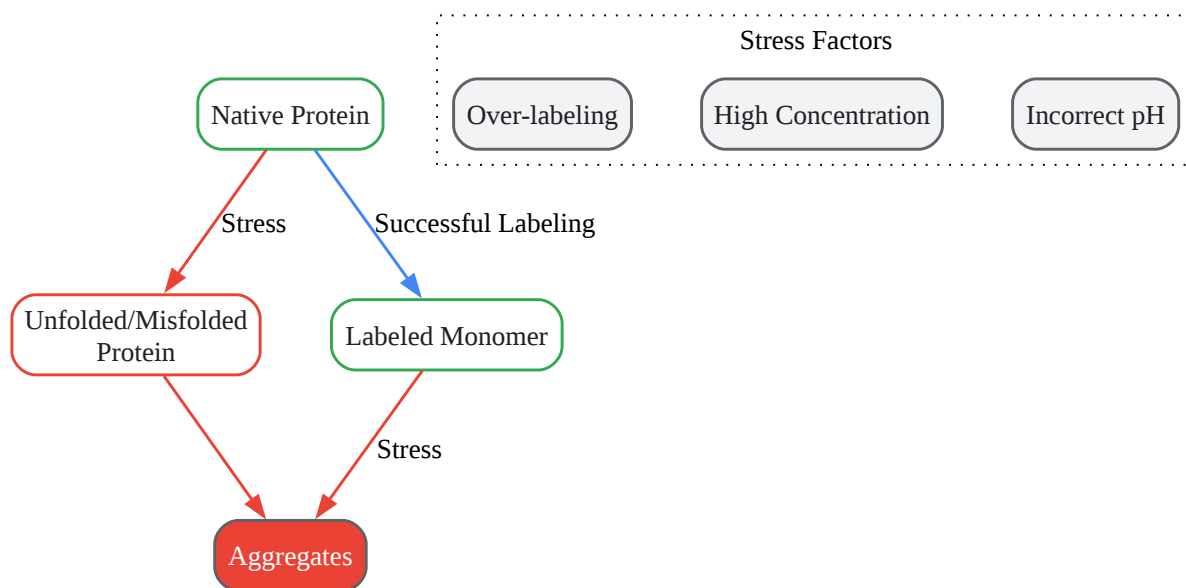 Stress Factors
Native Protein
Over-labeling
High Concentration
Incorrect pH
Stress
Successful Labeling
Unfolded/Misfolded
Protein
Labeled Monomer
Stress
Aggregates